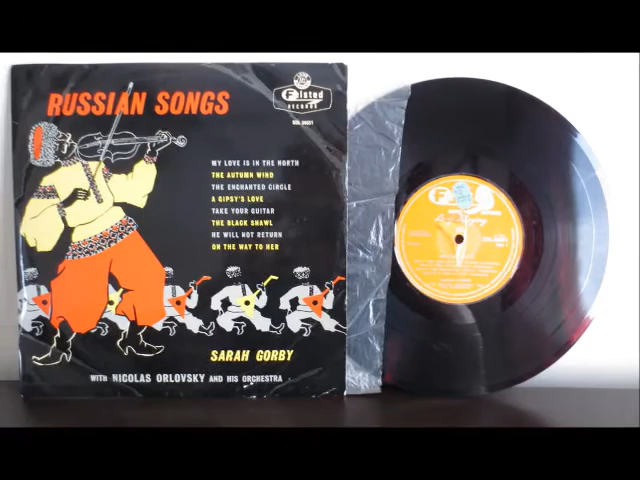 RUSSIAN SONGS
Felsted
RECORDS
MY LOVE IS IN THE NORTH
THE AUTUMN WIND
THE ENCHANTED CIRCLE
A GIPSY'S LOVE
TAKE YOUR GUITAR
THE BLACK SHAWL
HE WILL NOT RETURN
ON THE WAY TO HER
SARAH GORBY
WITH NICOLAS ORLOVSKY AND HIS ORCHESTRA